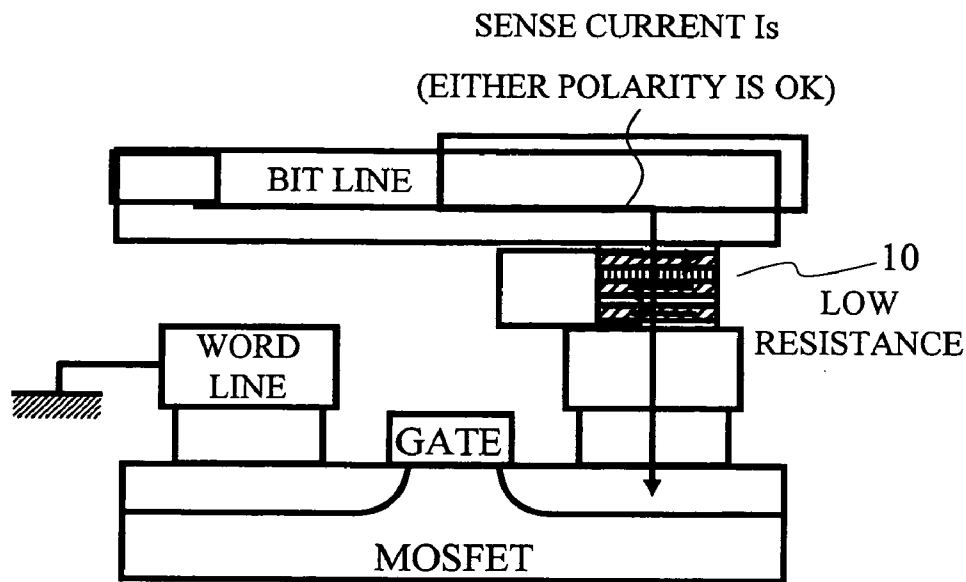 SENSE CURRENT Is
(EITHER POLARITY IS OK)
BIT LINE
10
LOW
RESISTANCE
WORD
LINE
GATE
MOSFET